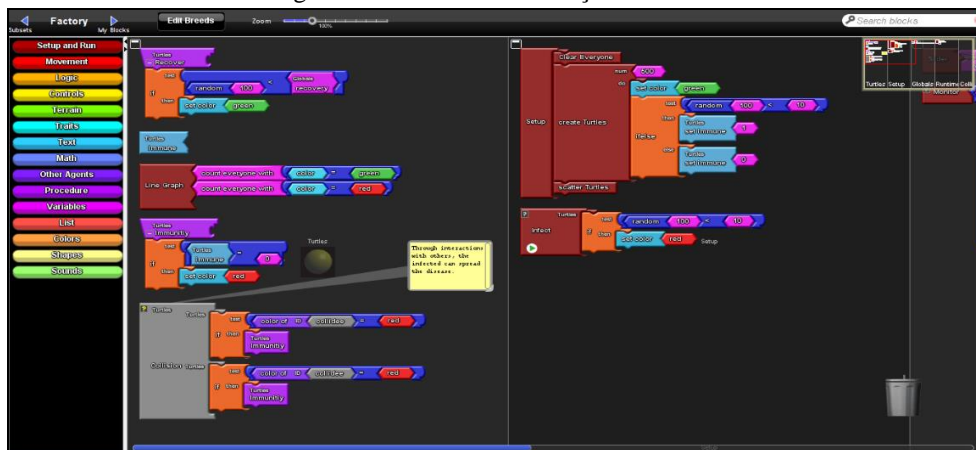 Factory
Edit Breeds
Zoom
100%
Search blocks
Subsets
My Blocks
Setup and Run
Movement
Logic
Controls
Terrain
Traits
Text
Math
Other Agents
Procedure
Variables
List
Colors
Shapes
Sounds
Turtles
Recover
if
test
random 100 <
Turtles
recovery
then
set color green
Turtles
Immune
Line Graph
count everyone with color = green
count everyone with color = red
Turtles
Immunity
if
test
Turtles
Immune
= 0
then
set color red
Turtles
Through interactions
with others, the
infected can spread
the disease.
Turtles
Turtles
Collision
Turtles
if
test
color of collidee = red
then
Turtles
Immunity
if
test
color of collidee = red
then
Turtles
Immunity
Setup
Clear Everyone
create Turtles
num 500
do
set color green
ifelse
test
random 100 < 10
then
Turtles
set Immune 1
else
Turtles
set Immune 0
Scatter Turtles
Infect
Turtles
if
test
random 100 < 10
then
set color red
Setup
Turtles Setup Globals Runtime
Monitor